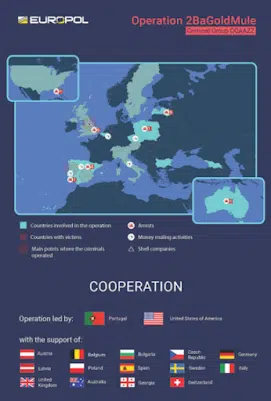 EUROPOL
Operation 2BaGoldMule
Criminal Group QQAAZZ
Countries involved in the operation
Countries with victims
Main points where the criminals
operated
Arrests
Money muling activities
Shell companies
COOPERATION
Operation led by:
Portugal
United States of America
with the support of:
Austria
Belgium
Bulgaria
Czech
Republic
Germany
Latvia
Poland
Spain
Sweden
Italy
United
Kingdom
Australia
Georgia
Switzerland